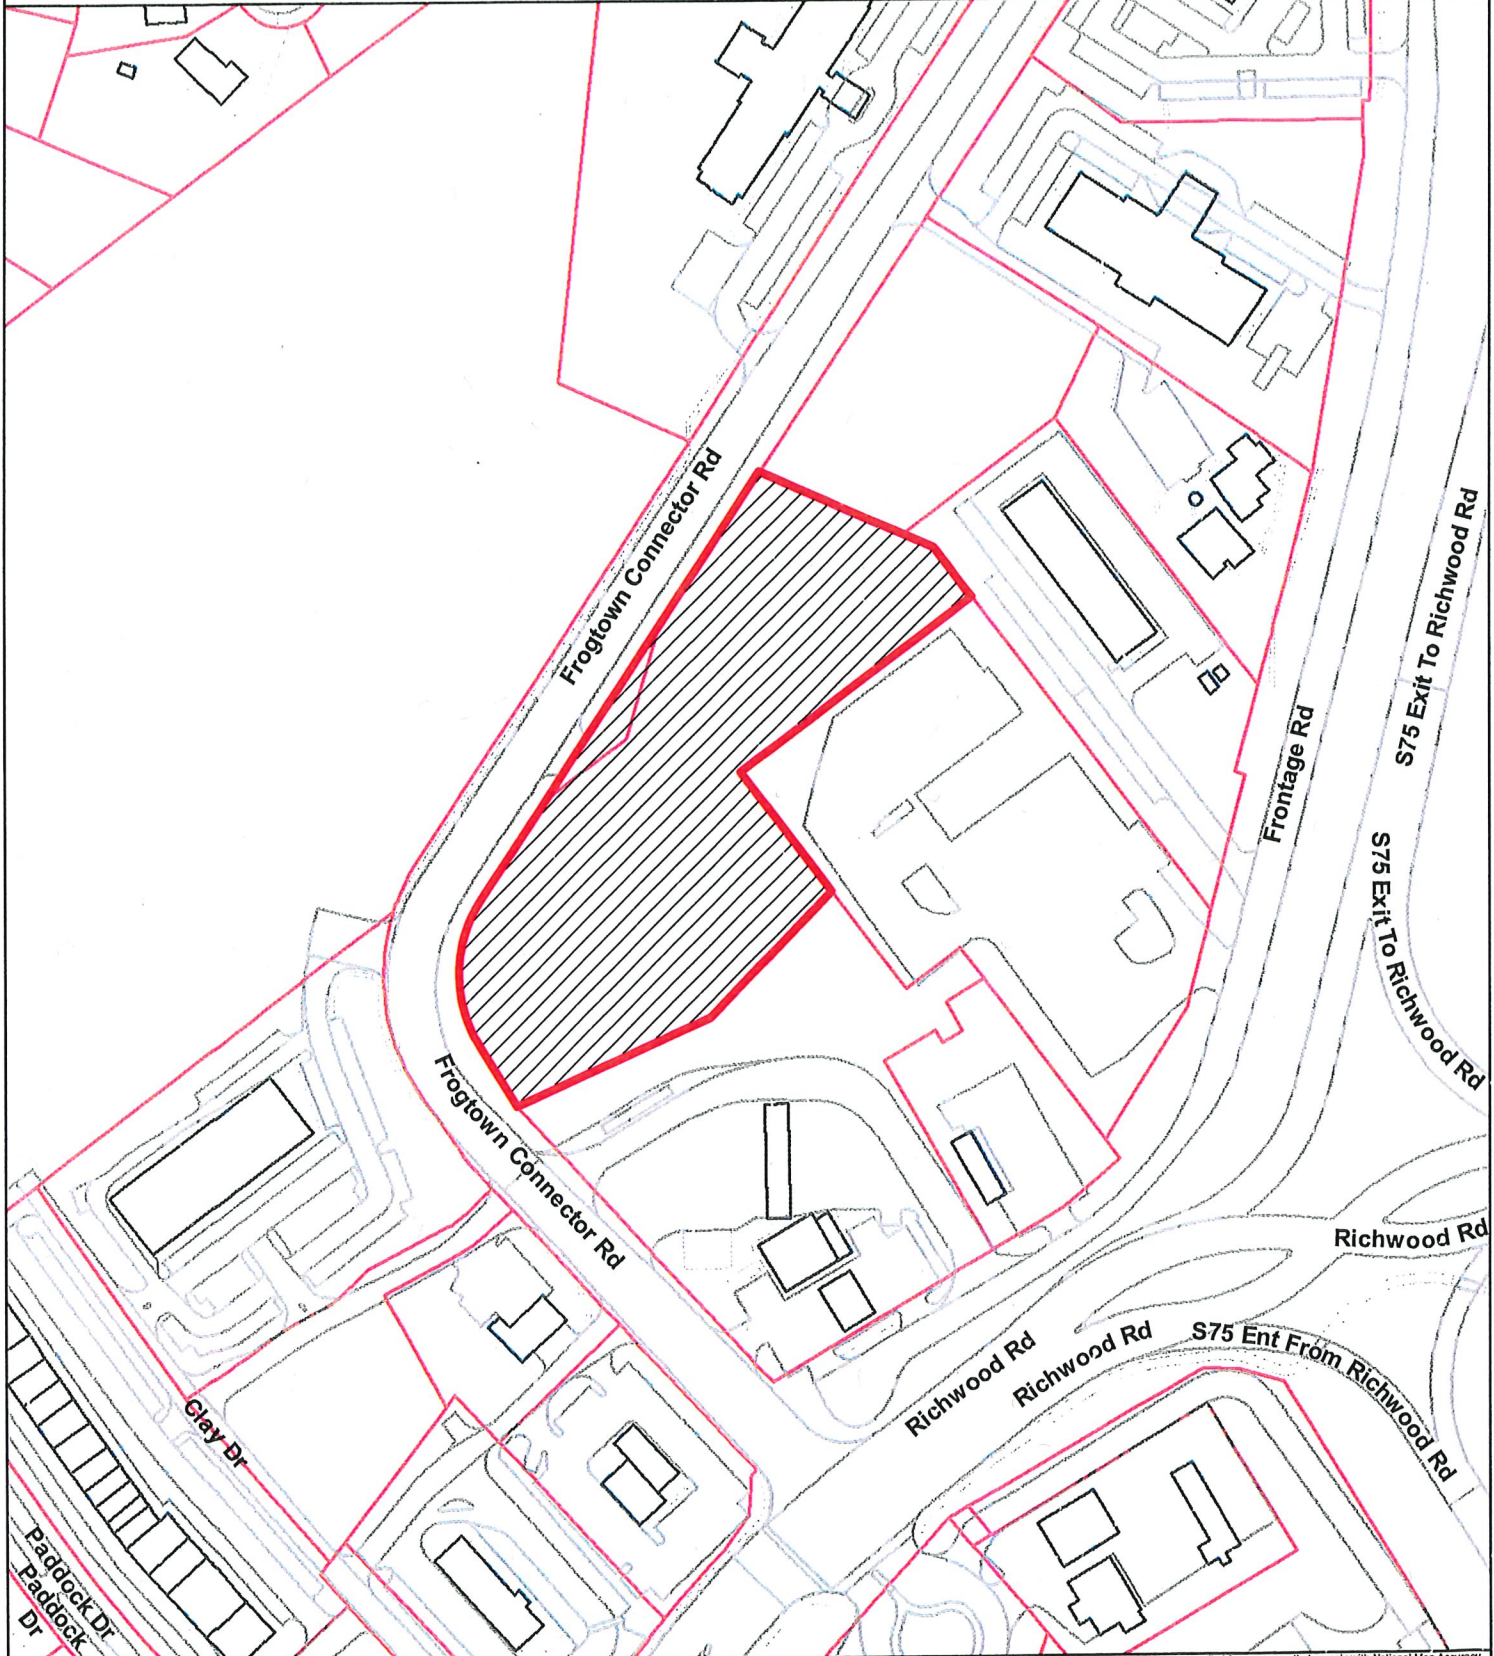 Frogtown Connector Rd
S75 Exit To Richwood Rd
Frontage Rd
S75 Exit To Richwood Rd
Frogtown Connector Rd
Richwood Rd
Richwood Rd
Richwood Rd
S75 Ent From Richwood Rd
Clay Dr
Paddock Dr
Paddock
Dr